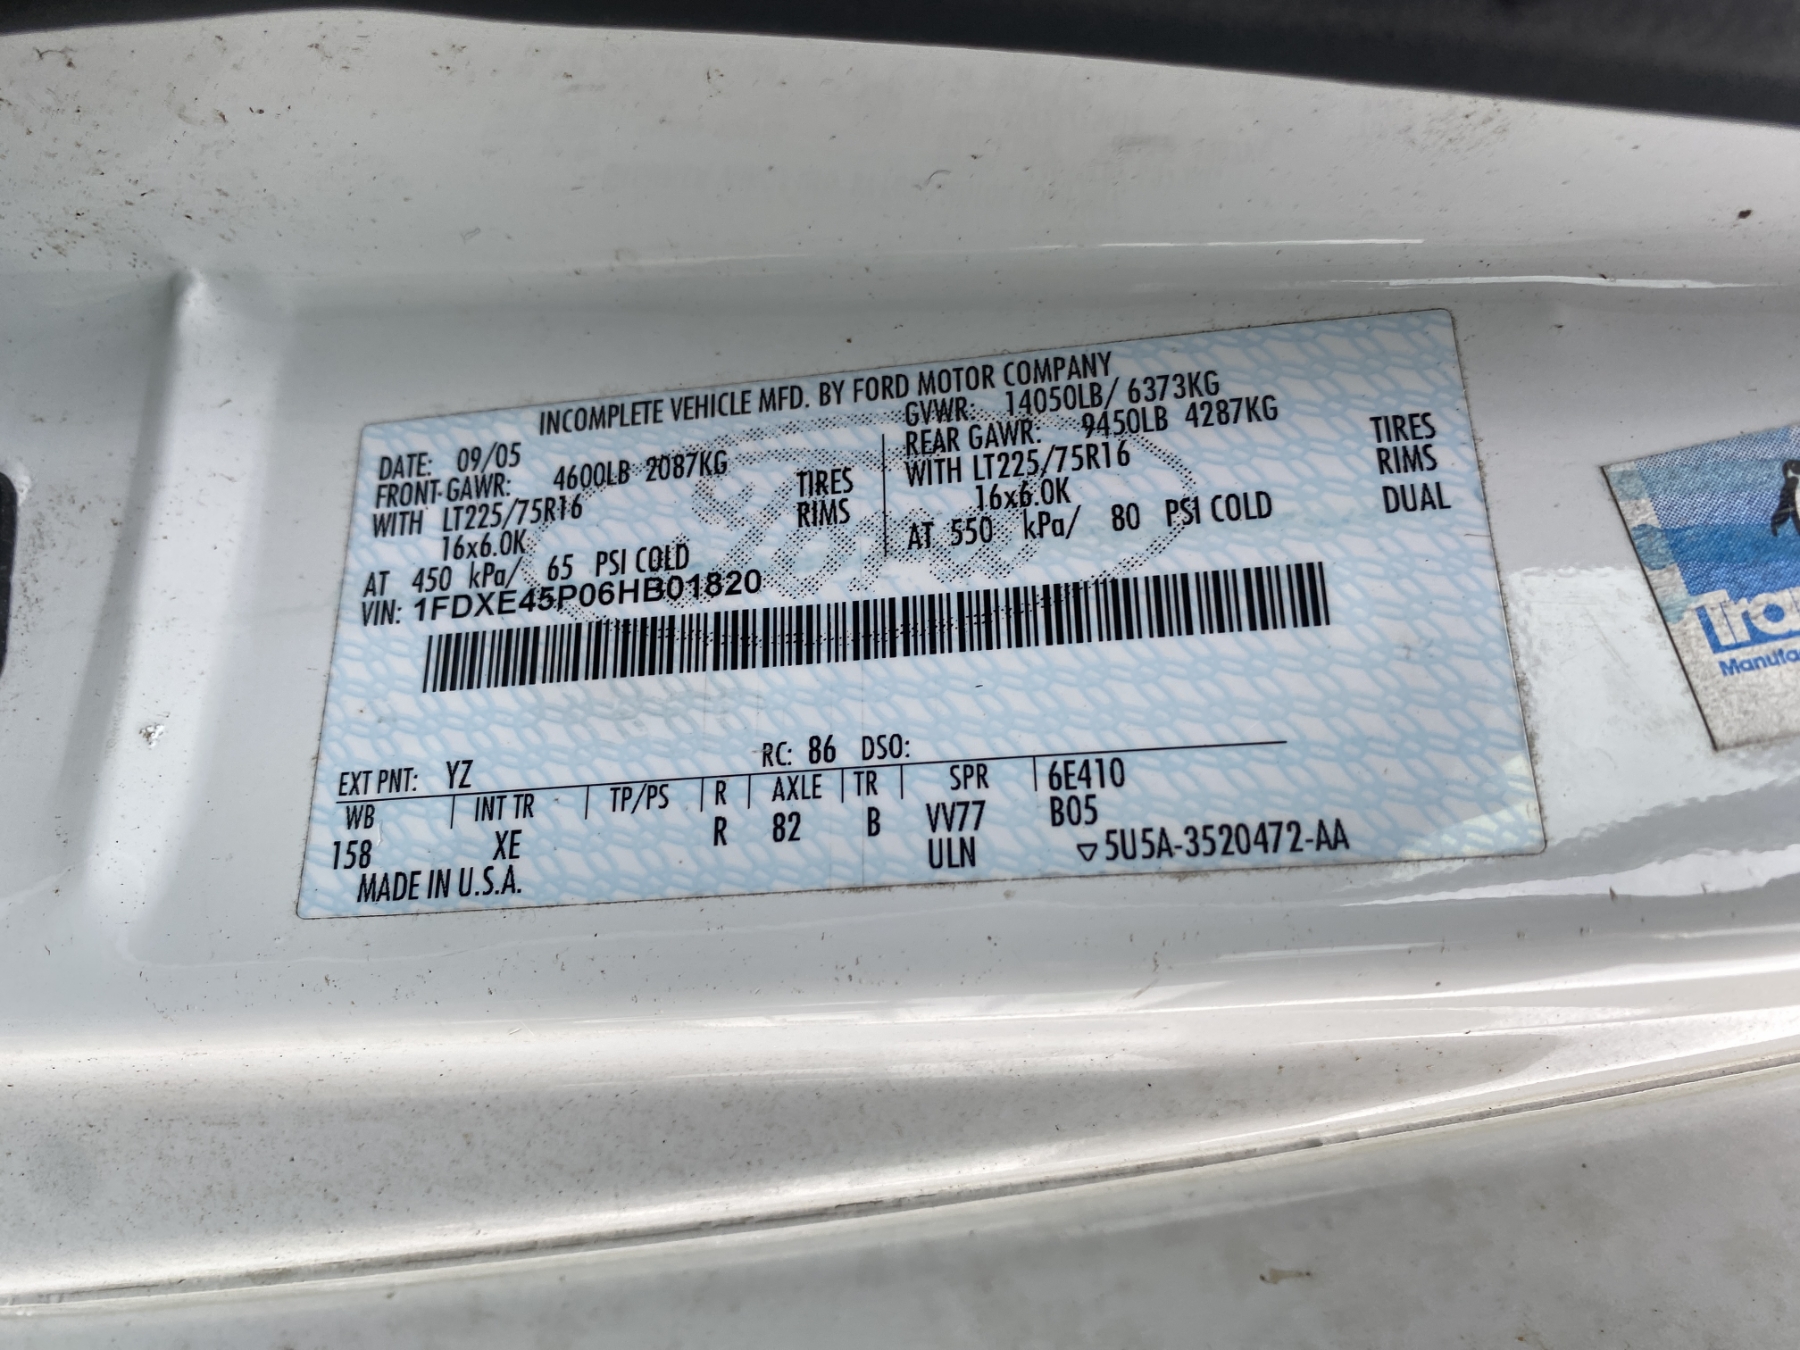 INCOMPLETE VEHICLE MFD. BY FORD MOTOR COMPANY
DATE: 09/05
GVWR: 14050LB/ 6373KG
FRONT GAWR: 4600LB 2087KG
REAR GAWR: 9450LB 4287KG
WITH LT225/75R16 TIRES
WITH LT225/75R16 TIRES
16x6.0K RIMS
16x6.0K RIMS
AT 450 kPa/ 65 PSI COLD
AT 550 kPa/ 80 PSI COLD DUAL
VIN: 1FDXE45P06HB01820
EXT PNT: YZ RC: 86 DSO:
WB INT TR TP/PS R AXLE TR SPR 6E410
158 XE R 82 B VV77 B05
ULN 5U5A-3520472-AA
MADE IN U.S.A.